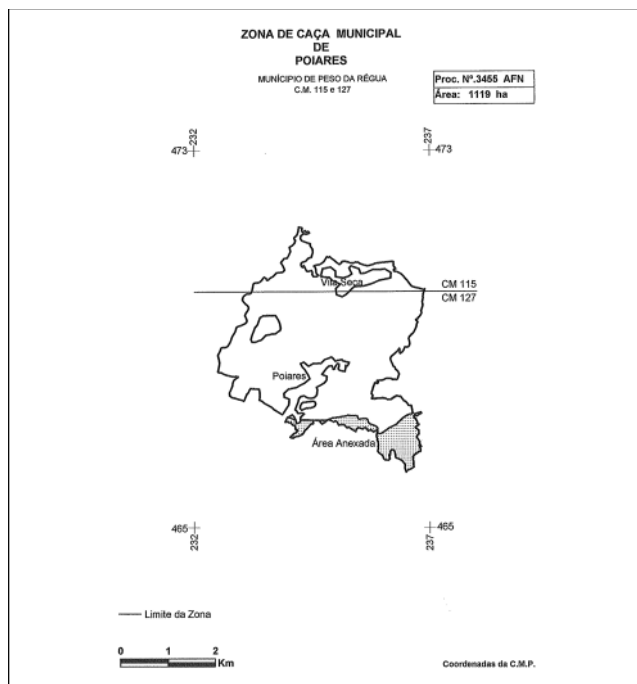 ZONA DE CAÇA MUNICIPAL
DE
POIARES
MUNÍCIPIO DE PESO DA RÉGUA
C.M. 115 e 127
Proc. Nº.3455 AFN
Área: 1119 ha
232
237
473
473
Vila Seca
CM 115
CM 127
Poiares
Área Anexada
465
465
232
237
Limite da Zona
0 1 2
Km
Coordenadas da C.M.P.